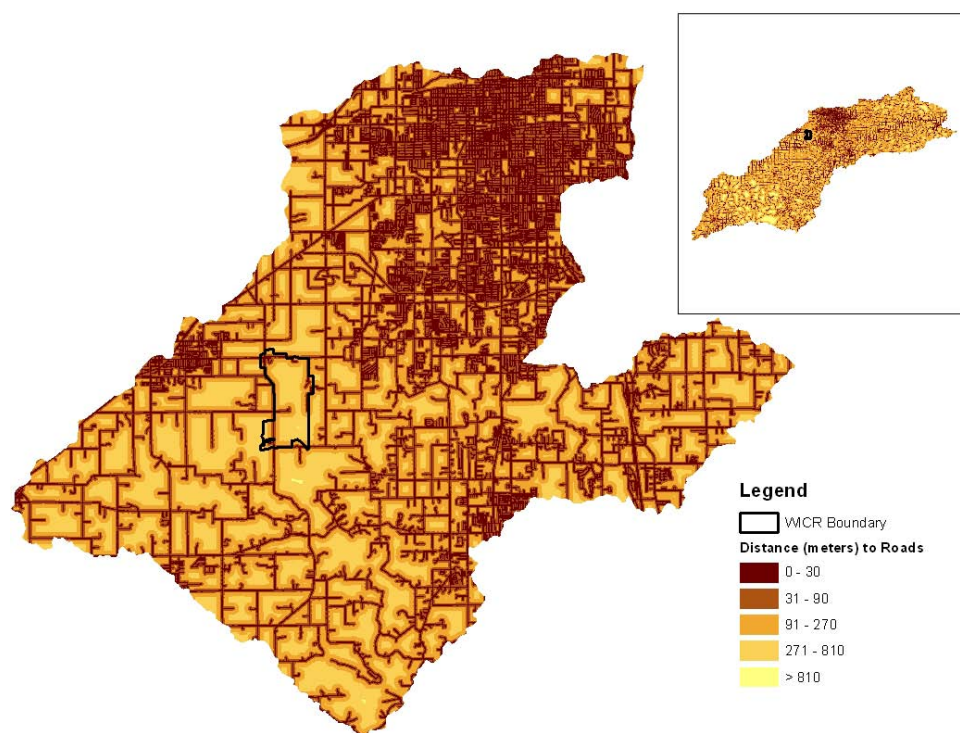 Legend
WICR Boundary
Distance (meters) to Roads
0 - 30
31 - 90
91 - 270
271 - 810
> 810